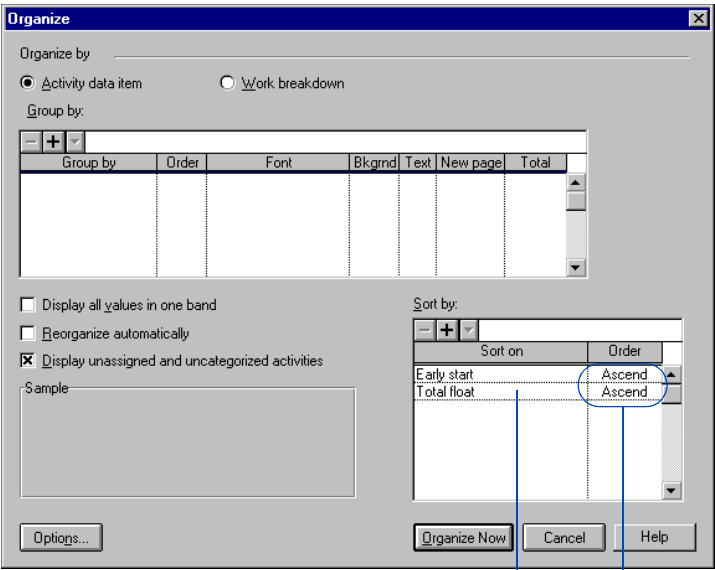 Organize
Organize by
Activity data item
Work breakdown
Group by:
Group by Order Font Bkgrnd Text New page Total
Display all values in one band
Reorganize automatically
Display unassigned and uncategorized activities
Sample
Sort by:
Sort on Order
Early start Ascend
Total float Ascend
Options...
Organize Now
Cancel
Help